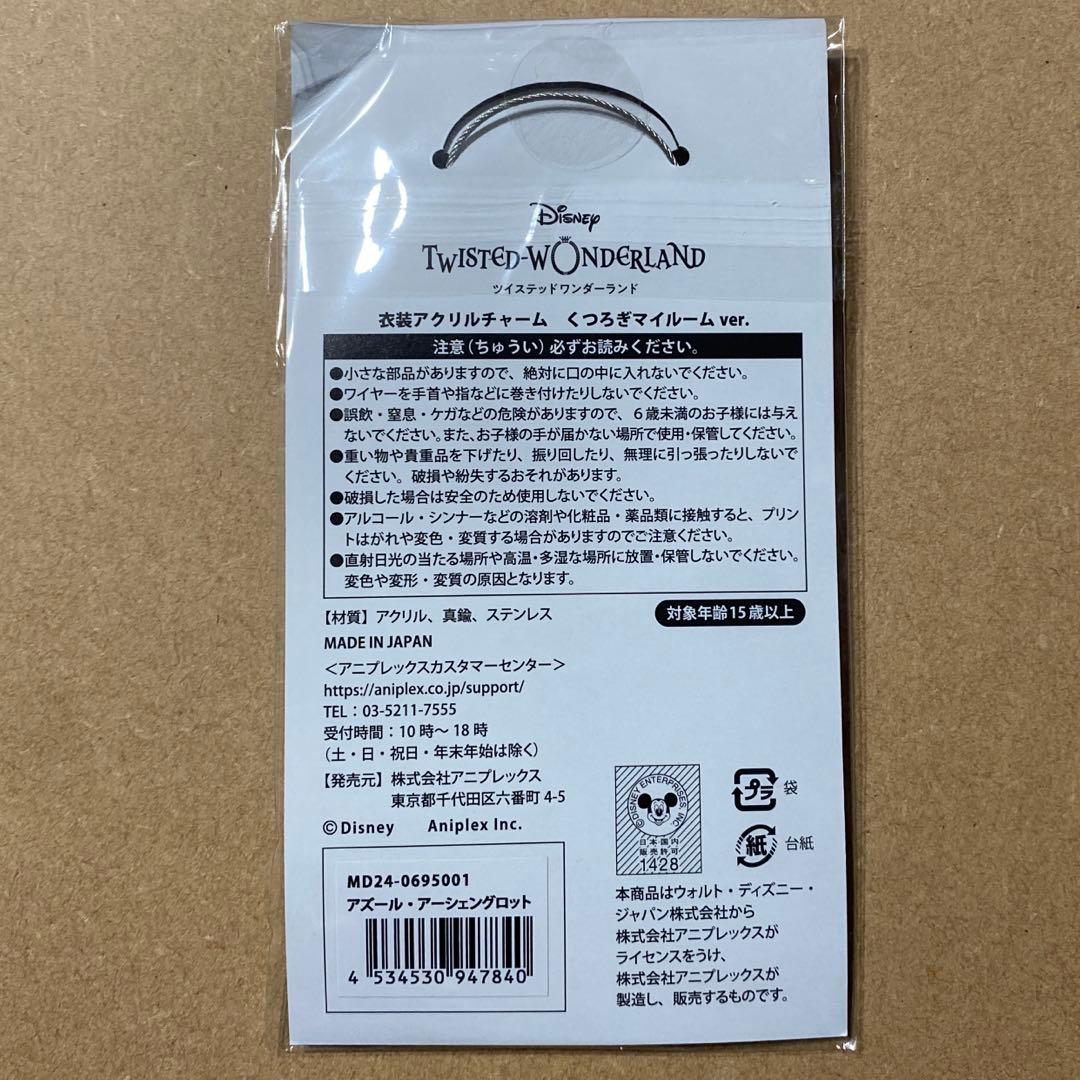 Disney
TWISTED-WONDERLAND
ツイステッドワンダーランド
衣装アクリルチャーム くつろぎマイルーム ver.
注意(ちゅうい)必ずお読みください。
●小さな部品がありますので、絶対に口の中に入れないでください。
●ワイヤーを手首や指などに巻き付けたりしないでください。
●誤飲・窒息・ケガなどの危険がありますので、6歳未満のお子様には与え
ないでください。また、お子様の手が届かない場所で使用・保管してください。
●重い物や貴重品を下げたり、振り回したり、無理に引っ張ったりしないで
ください。破損や紛失するおそれがあります。
●破損した場合は安全のため使用しないでください。
●アルコール・シンナーなどの溶剤や化粧品・薬品類に接触すると、プリン
トはがれや変色・変質する場合がありますのでご注意ください。
●直射日光の当たる場所や高温・多湿な場所に放置・保管しないでください。
変色や変形・変質の原因となります。
【材質】アクリル、真鍮、ステンレス
対象年齢15歳以上
MADE IN JAPAN
<アニプレックスカスタマーセンター>
https://aniplex.co.jp/support/
TEL:03-5211-7555
受付時間:10時〜18時
(土・日・祝日・年末年始は除く)
【発売元】株式会社アニプレックス
東京都千代田区六番町 4-5
©Disney Aniplex Inc.
©DISNEY ENTERPRISES, INC.
日本国内
販売許可
1428
プラ 袋
紙 台紙
MD24-0695001
アズール・アーシェングロット
4 534530 947840
本商品はウォルト・ディズニー・
ジャパン株式会社から
株式会社アニプレックスが
ライセンスをうけ、
株式会社アニプレックスが
製造し、販売するものです。